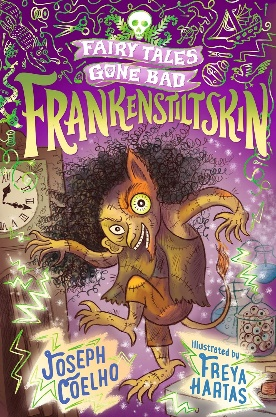 FAIRY TALES
GONE BAD
FRANKENSTILTSKIN
JOSEPH
COELHO
Illustrated by
FREYA
HARTAS